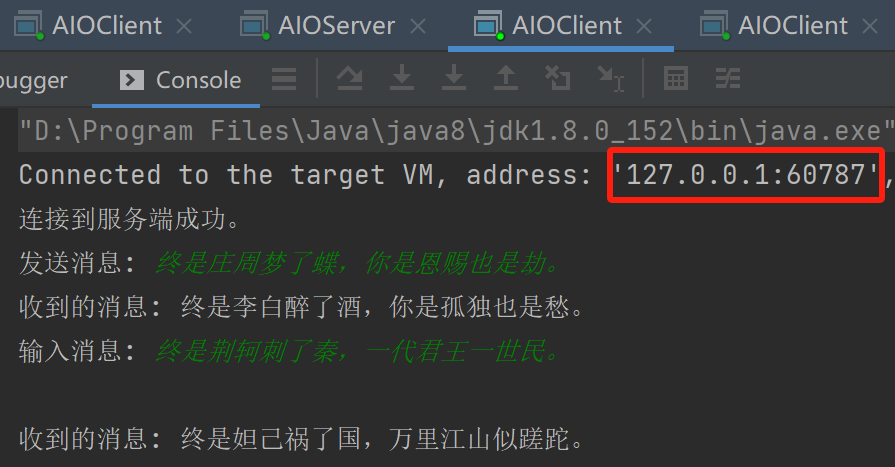 AIOClient × AIOServer × AIOClient × AIOClient ×
bugger Console
"D:\Program Files\Java\java8\jdk1.8.0_152\bin\java.exe"
Connected to the target VM, address: '127.0.0.1:60787',
连接到服务端成功。
发送消息: 终是庄周梦了蝶，你是恩赐也是劫。
收到的消息: 终是李白醉了酒，你是孤独也是愁。
输入消息: 终是荆轲刺了秦，一代君王一世民。
收到的消息: 终是妲己祸了国，万里江山似蹉跎。